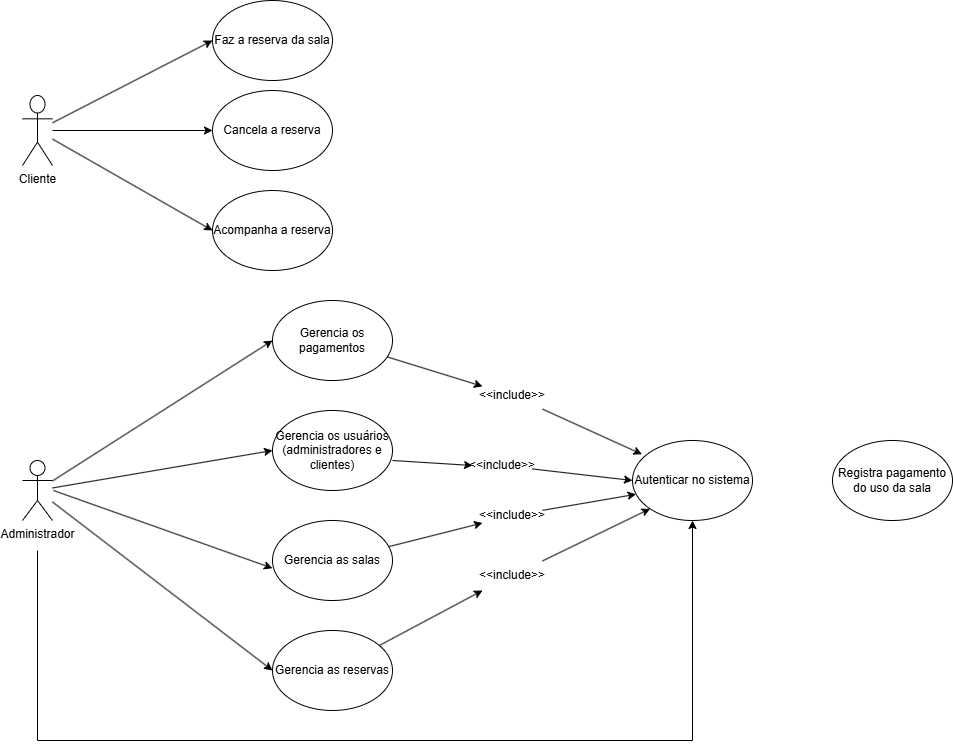 Faz a reserva da sala
Cancela a reserva
Cliente
Acompanha a reserva
Gerencia os
pagamentos
<<include>>
Gerencia os usuários
(administradores e
clientes)
<<include>>
Autenticar no sistema
Registra pagamento
do uso da sala
<<include>>
Administrador
Gerencia as salas
<<include>>
Gerencia as reservas